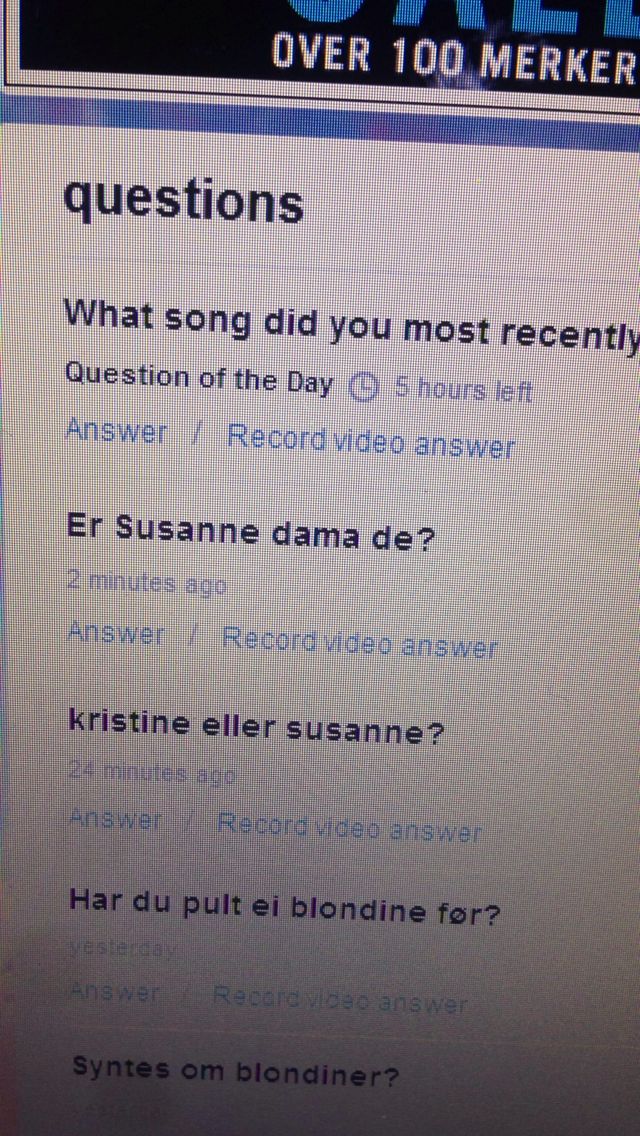 OVER 100 MERKER
questions
What song did you most recently
Question of the Day 5 hours left
Answer / Record video answer
Er Susanne dama de?
2 minutes ago
Answer / Record video answer
kristine eller susanne?
24 minutes ago
Answer / Record video answer
Har du pult ei blondine før?
yesterday
Answer / Record video answer
Syntes om blondiner?